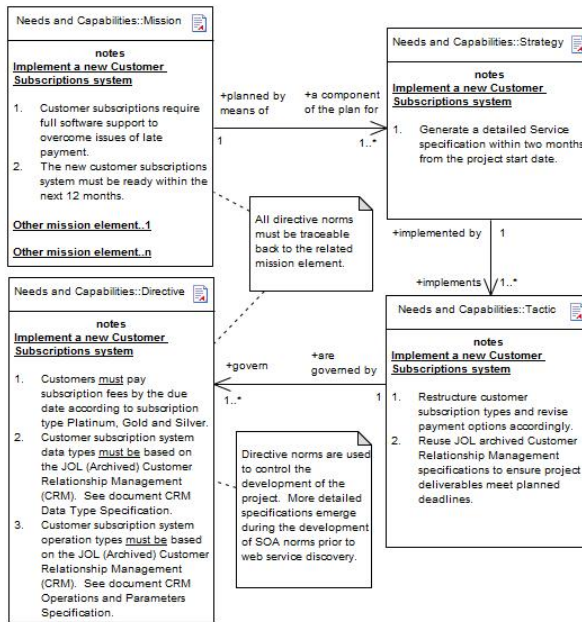 Needs and Capabilities::Mission
notes
Implement a new Customer
Subscriptions system
1. Customer subscriptions require
full software support to
overcome issues of late
payment.
2. The new customer subscriptions
system must be ready within the
next 12 months.
Other mission element..1
Other mission element..n
+planned by
means of
1
+a component
of the plan for
1..*
Needs and Capabilities::Strategy
notes
Implement a new Customer
Subscriptions system
1. Generate a detailed Service
specification within two months
from the project start date.
All directive norms
must be traceable
back to the related
mission element.
+implemented by
1
+implements
1..*
Needs and Capabilities::Directive
notes
Implement a new Customer
Subscriptions system
1. Customers must pay
subscription fees by the due
date according to subscription
type Platinum, Gold and Silver.
2. Customer subscription system
data types must be based on
the JOL (Archived) Customer
Relationship Management
(CRM). See document CRM
Data Type Specification.
3. Customer subscription system
operation types must be based
on the JOL (Archived) Customer
Relationship Management
(CRM). See document CRM
Operations and Parameters
Specification.
+govern
1..*
+are
governed by
1
Needs and Capabilities::Tactic
notes
Implement a new Customer
Subscriptions system
1. Restructure customer
subscription types and revise
payment options accordingly.
2. Reuse JOL archived Customer
Relationship Management
specifications to ensure project
deliverables meet planned
deadlines.
Directive norms are used
to control the
development of the
project. More detailed
specifications emerge
during the development
of SOA norms prior to
web service discovery.